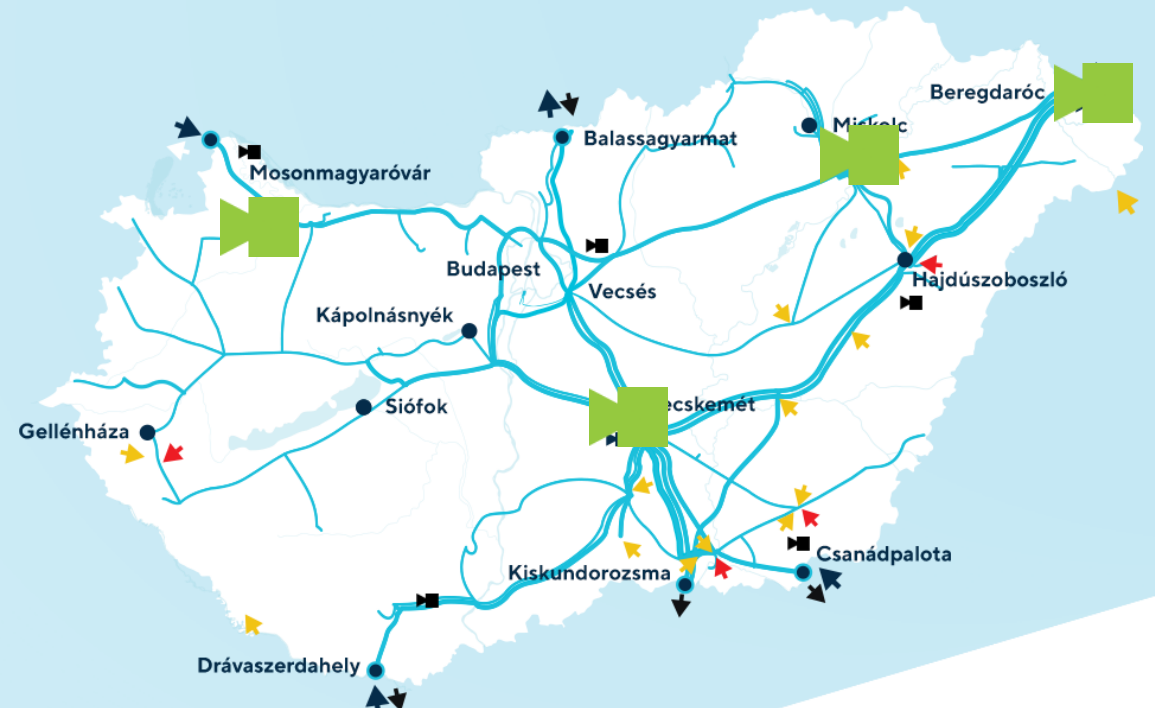 Beregdaróc
Balassagyarmat
Mosonmagyaróvár
Budapest
Hajdúszoboszló
Vecsés
Kápolnásnyék
Siófok
Gellénháza
Csanádpalota
Kiskundorozsma
Drávaszerdahely